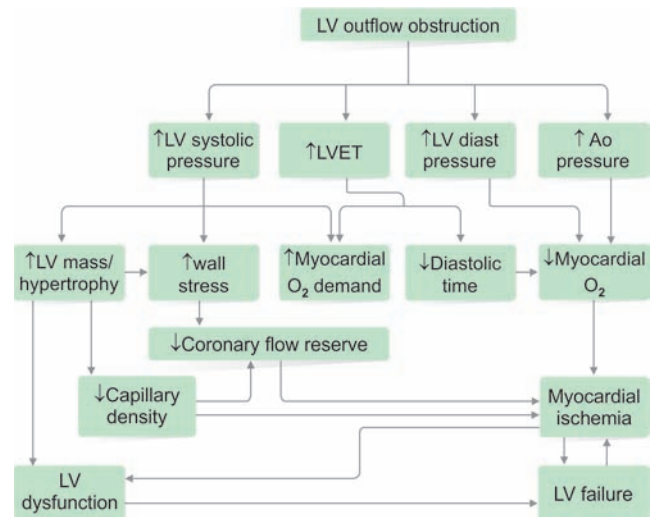 LV outflow obstruction
↑LV systolic
pressure
↑LVET
↑LV diast
pressure
↑ Ao
pressure
↑LV mass/
hypertrophy
↑wall
stress
↑Myocardial
O₂ demand
↓Diastolic
time
↓Myocardial
O₂
↓Coronary flow reserve
↓Capillary
density
Myocardial
ischemia
LV
dysfunction
LV failure